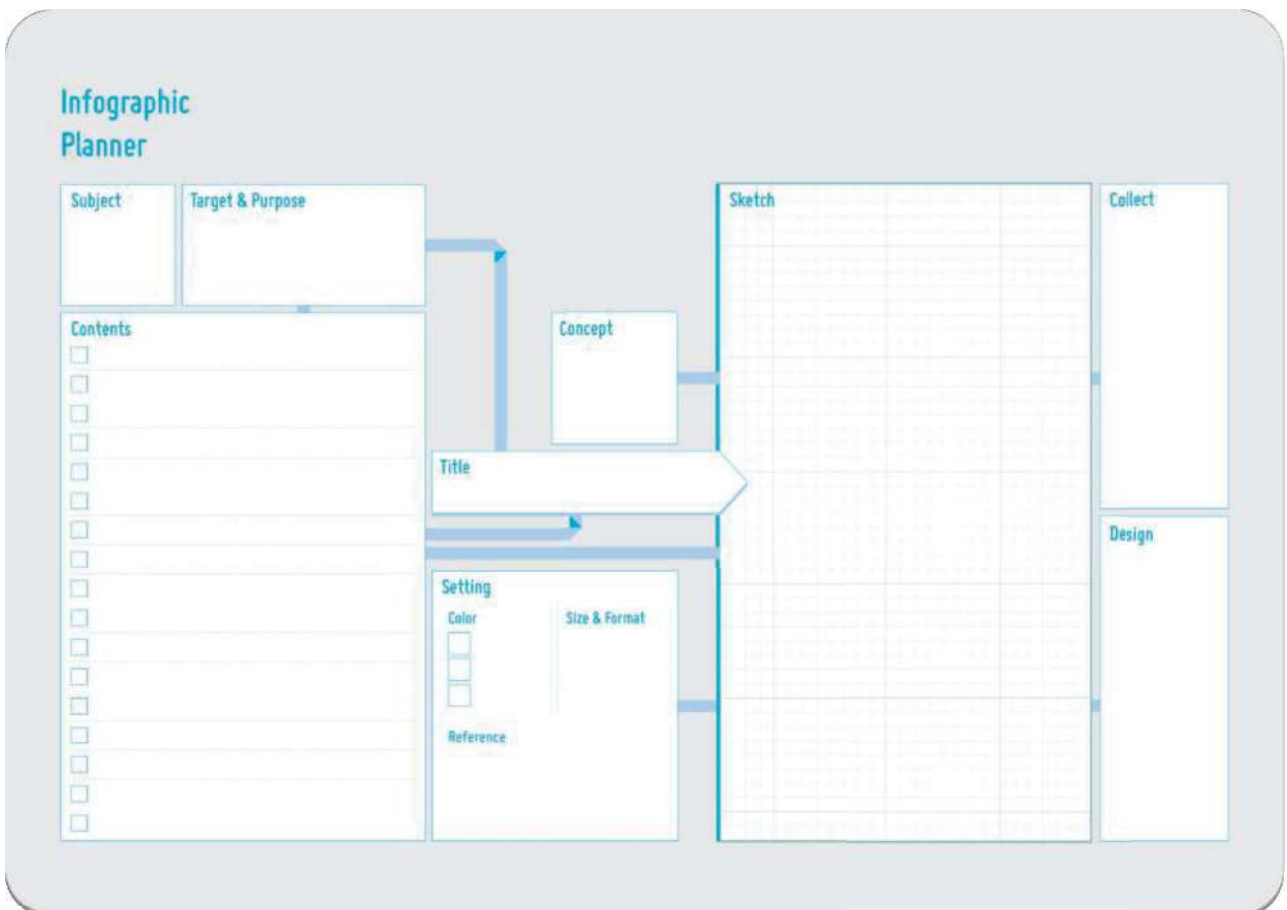 Infographic
Planner
Subject
Target & Purpose
Contents
Concept
Title
Setting
Color
Size & Format
Reference
Sketch
Collect
Design